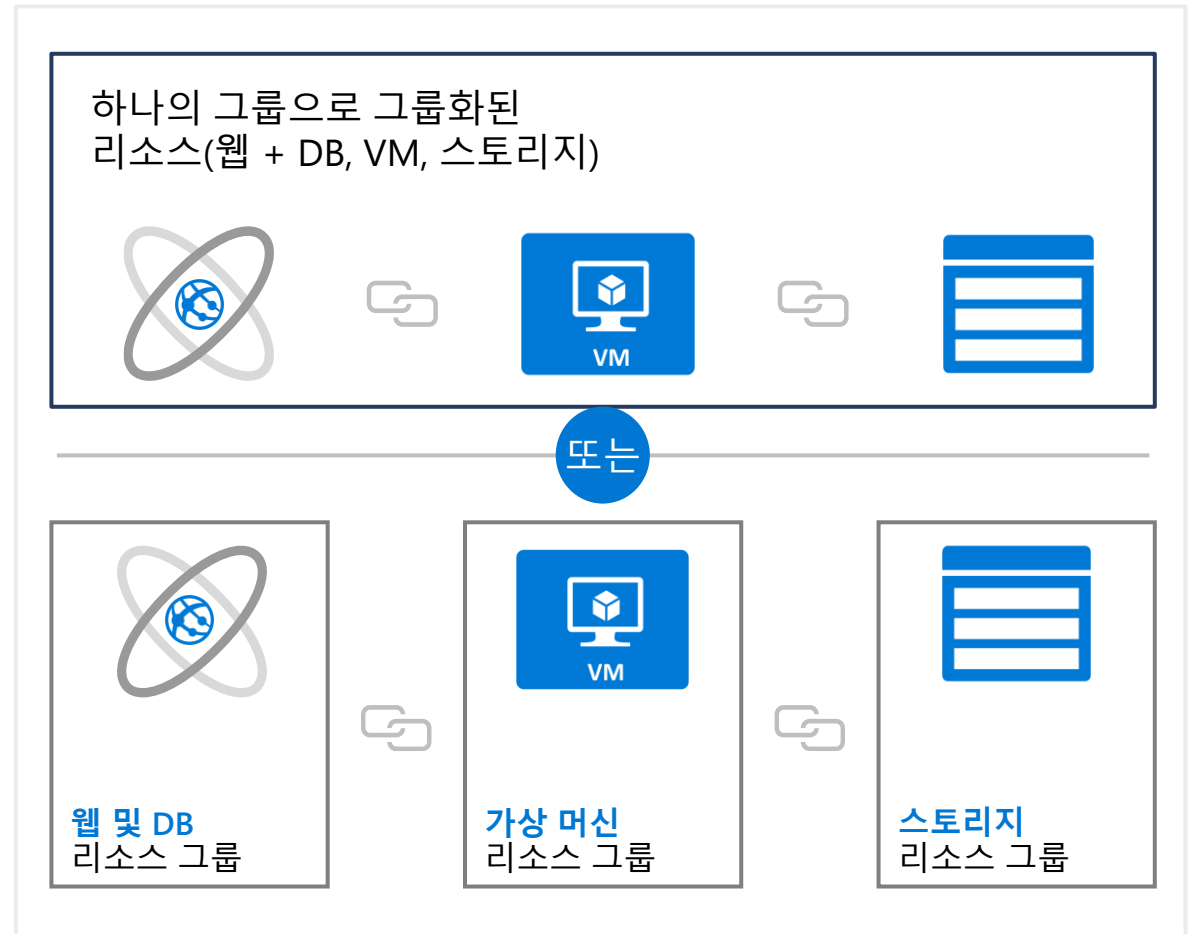 하나의 그룹으로 그룹화된
리소스(웹 + DB, VM, 스토리지)
VM
또는
VM
웹 및 DB
리소스 그룹
가상 머신
리소스 그룹
스토리지
리소스 그룹